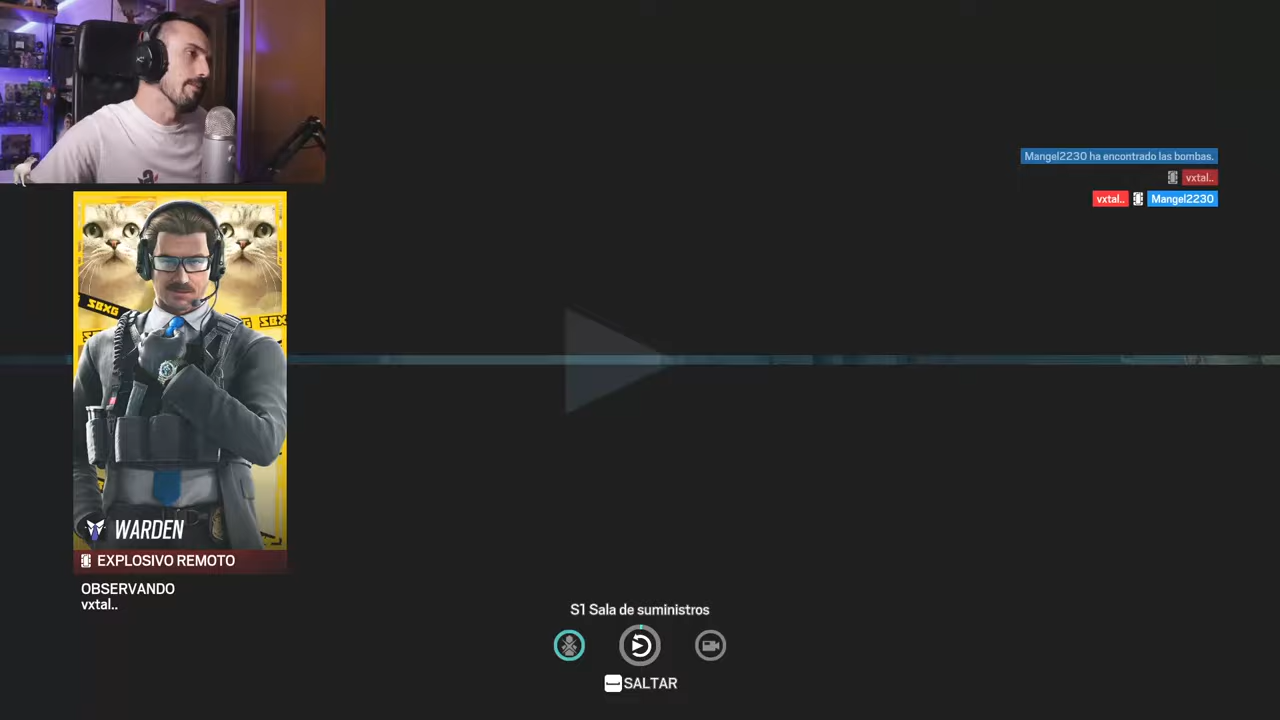 Mangel2230 ha encontrado las bombas.
vxtal..
vxtal.. Mangel2230
SBXG
WARDEN
EXPLOSIVO REMOTO
OBSERVANDO
vxtal..
S1 Sala de suministros
SALTAR